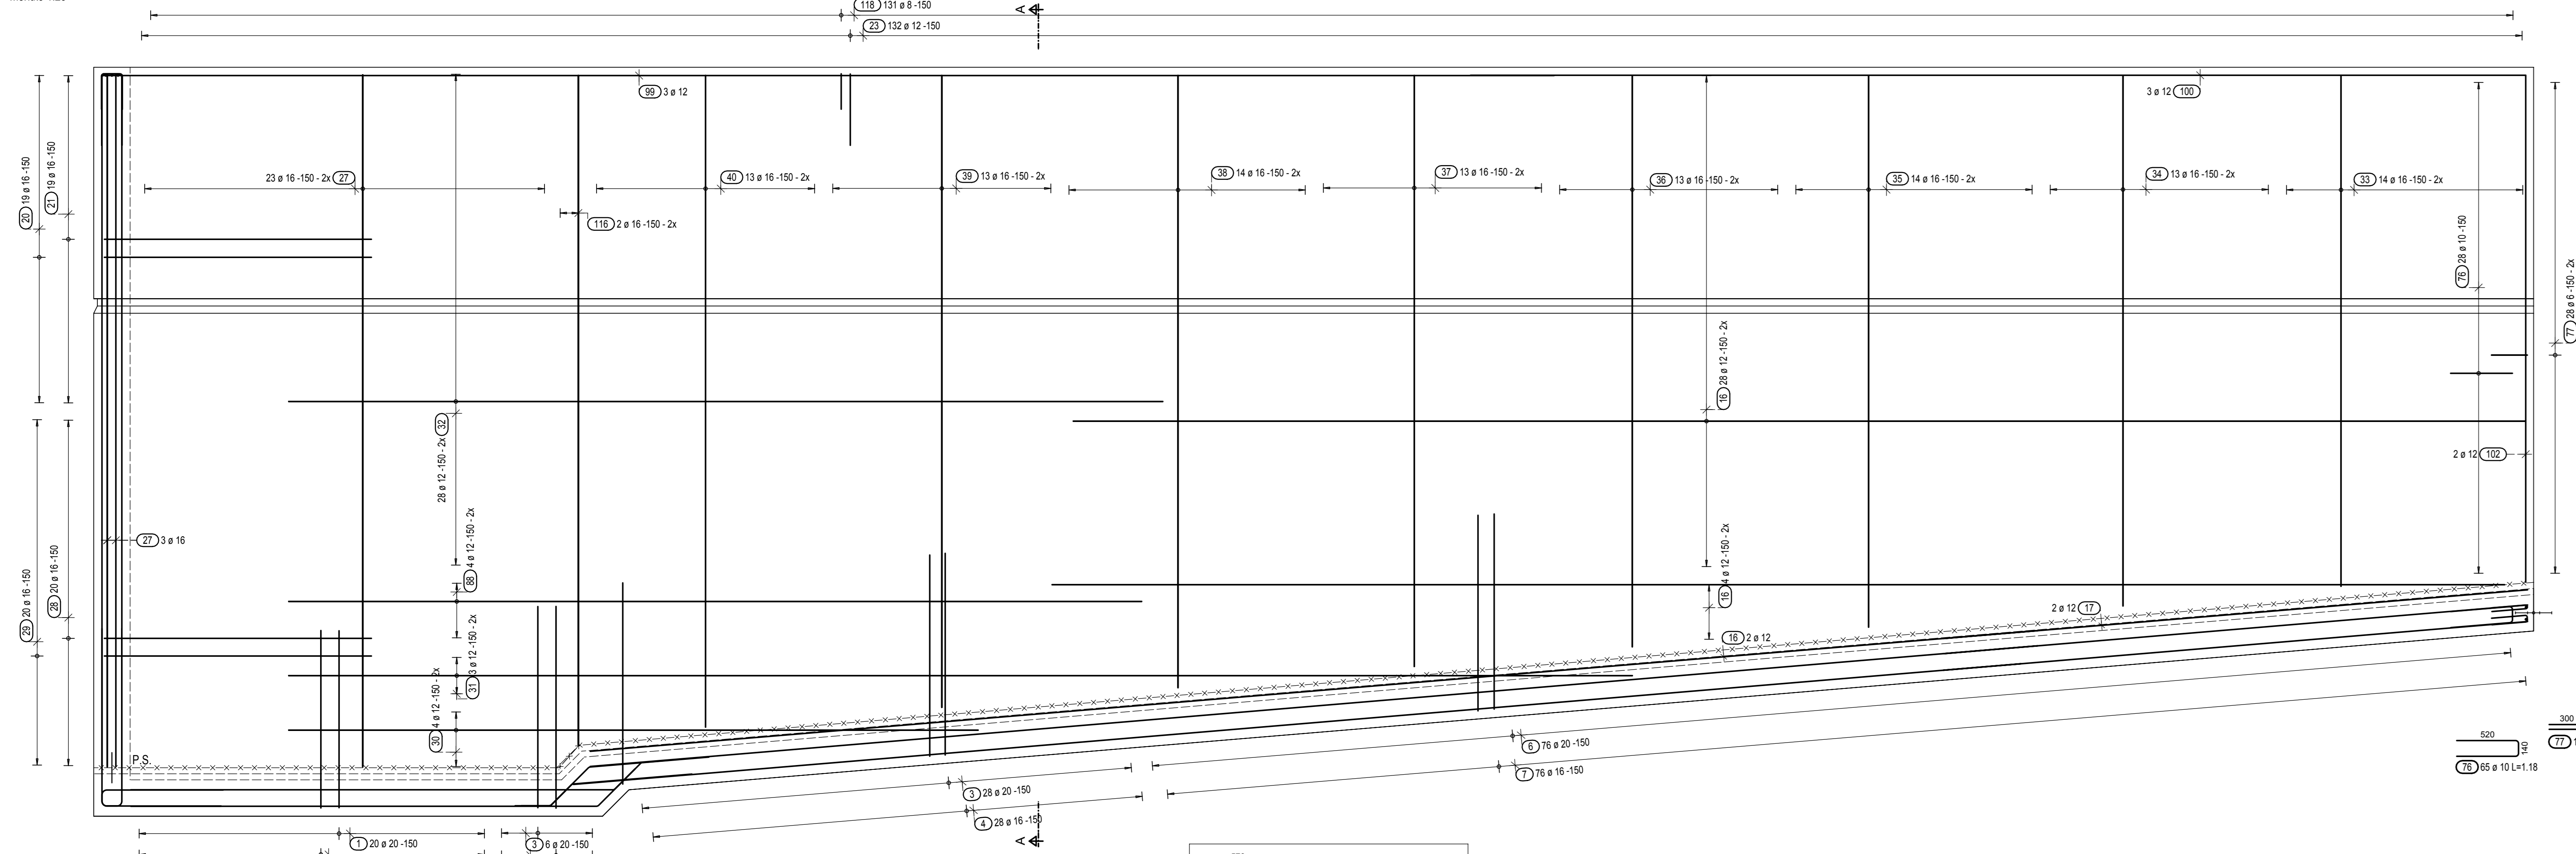 118 131 ø 8 -150
A
23 132 ø 12 -150
99 3 ø 12
3 ø 12 100
20 19 ø 16 -150
21 19 ø 16 -150
23 ø 16 -150 - 2x 27
40 13 ø 16 -150 - 2x
39 13 ø 16 -150 - 2x
38 14 ø 16 -150 - 2x
37 13 ø 16 -150 - 2x
36 13 ø 16 -150 - 2x
35 14 ø 16 -150 - 2x
34 13 ø 16 -150 - 2x
33 14 ø 16 -150 - 2x
116 2 ø 16 -150 - 2x
76 28 ø 10 -150
77 28 ø 6 -150 - 2x
28 ø 12 -150 - 2x 32
16 28 ø 12 -150 - 2x
2 ø 12 102
27 3 ø 16
88 4 ø 12 -150 - 2x
16 4 ø 12 -150 - 2x
29 20 ø 16 -150
28 20 ø 16 -150
2 ø 12 17
16 2 ø 12
31 3 ø 12 -150 - 2x
30 4 ø 12 -150 - 2x
P.S.
6 76 ø 20 -150
7 76 ø 16 -150
300
520
140
77
76 65 ø 10 L=1.18
3 28 ø 20 -150
4 28 ø 16 -150
A
1 20 ø 20 -150
3 6 ø 20 -150